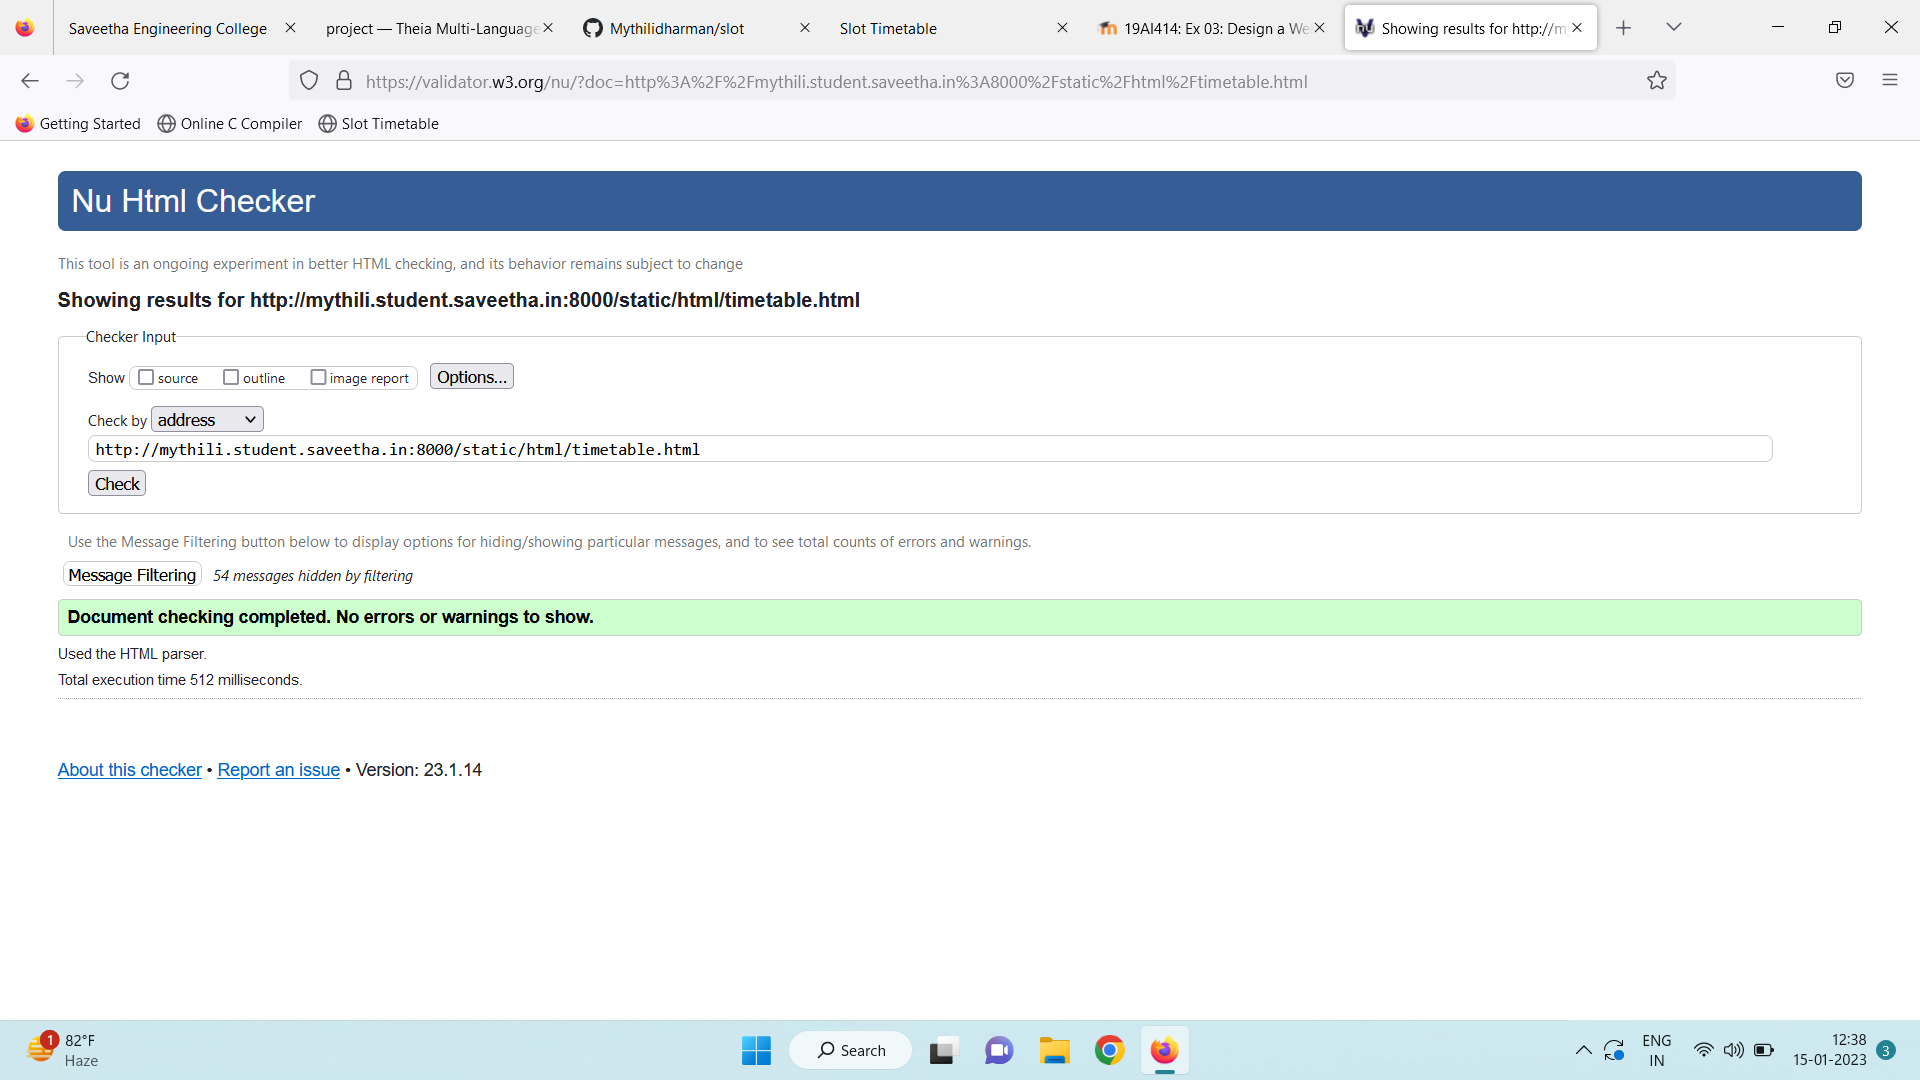 Saveetha Engineering College
project — Theia Multi-Language
Mythilidharman/slot
Slot Timetable
19AI414: Ex 03: Design a We
Showing results for http://m
https://validator.w3.org/nu/?doc=http%3A%2F%2Fmythili.student.saveetha.in%3A8000%2Fstatic%2Fhtml%2Ftimetable.html
Getting Started
Online C Compiler
Slot Timetable
Nu Html Checker
This tool is an ongoing experiment in better HTML checking, and its behavior remains subject to change
Showing results for http://mythili.student.saveetha.in:8000/static/html/timetable.html
Checker Input
Show source outline image report Options...
Check by address
http://mythili.student.saveetha.in:8000/static/html/timetable.html
Check
Use the Message Filtering button below to display options for hiding/showing particular messages, and to see total counts of errors and warnings.
Message Filtering 54 messages hidden by filtering
Document checking completed. No errors or warnings to show.
Used the HTML parser.
Total execution time 512 milliseconds.
About this checker • Report an issue • Version: 23.1.14
1
82°F
Haze
Search
ENG
IN
12:38
15-01-2023
3